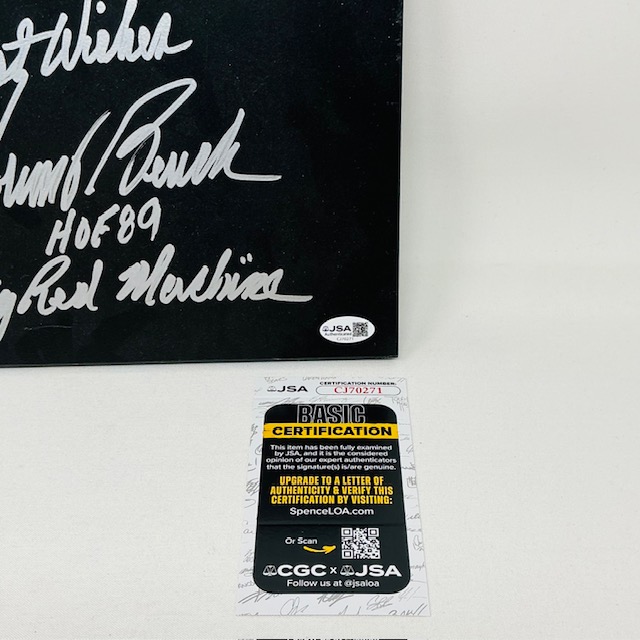 Wishes
Bench
HOF 89
Red Machine
JSA
Authenticated
CJ70271
JSA
CERTIFICATION NUMBER:
CJ70271
BASIC
CERTIFICATION
This item has been fully examined
by JSA, and it is the considered
opinion of our expert authenticators
that the signature(s) is/are genuine.
UPGRADE TO A LETTER OF
AUTHENTICITY & VERIFY THIS
CERTIFICATION BY VISITING:
SpenceLOA.com
Or Scan
CGC x JSA
Follow us at @jsaloa